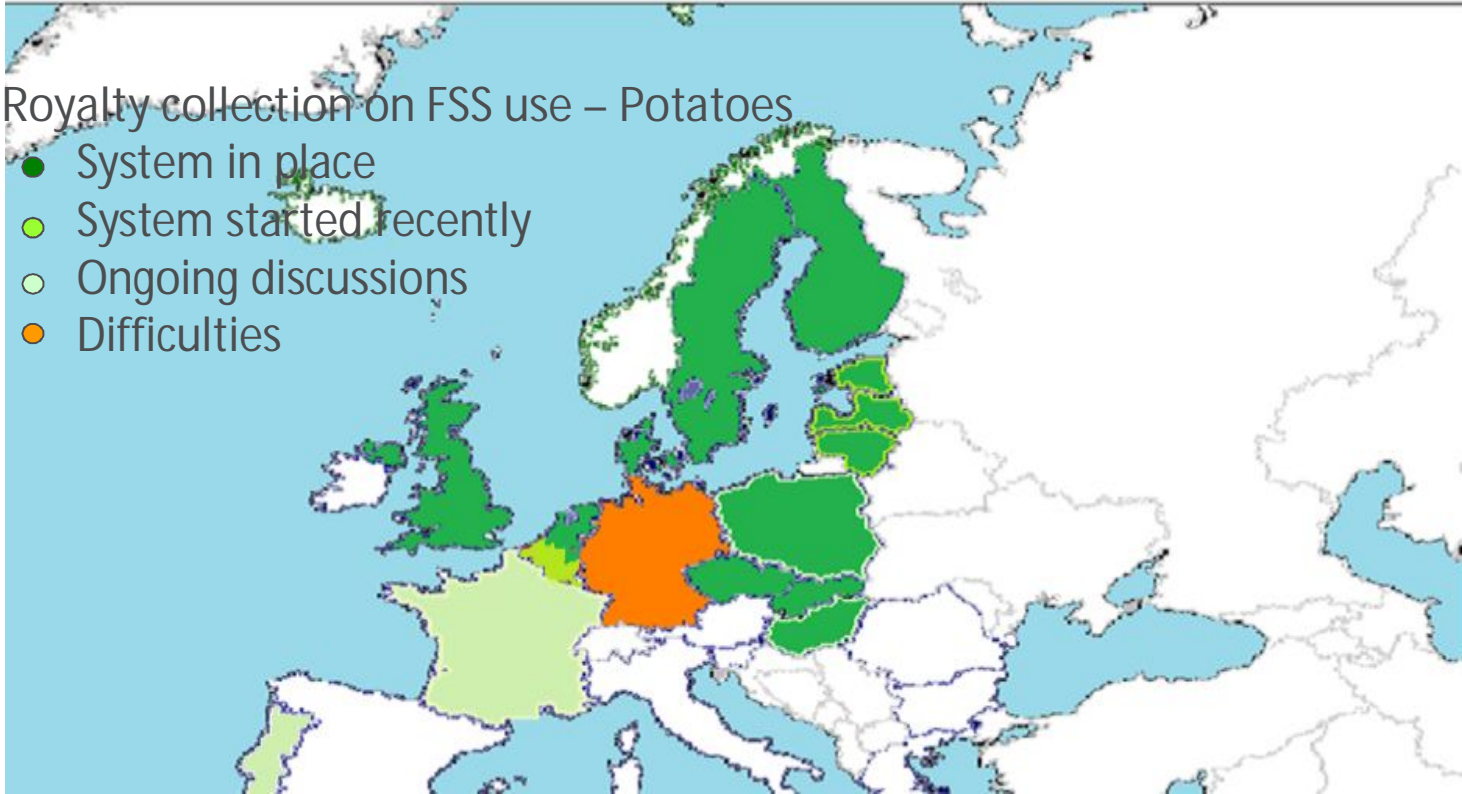 Royalty collection on FSS use – Potatoes
System in place
System started recently
Ongoing discussions
Difficulties